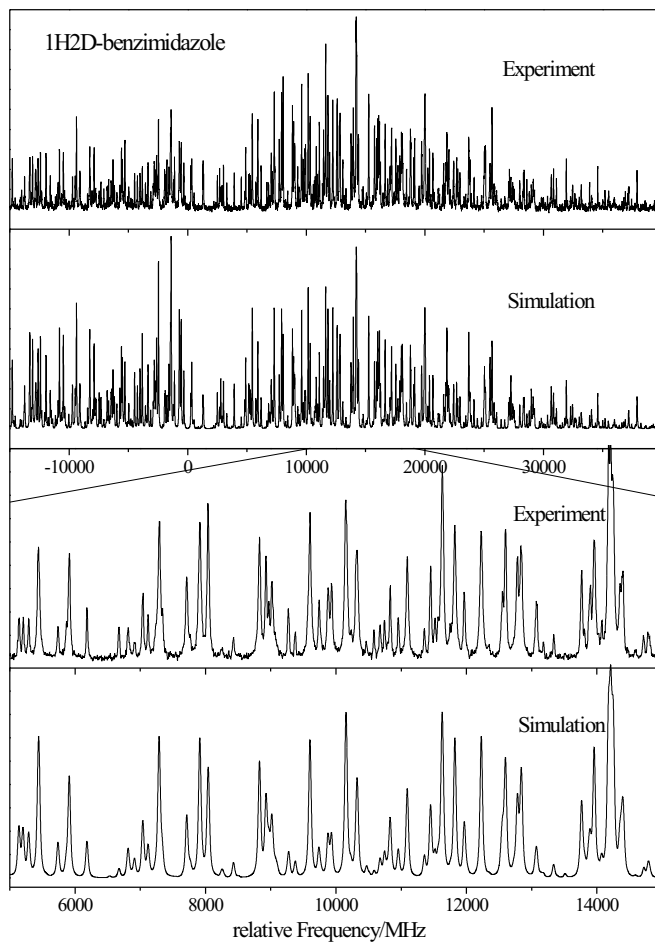 1H2D-benzimidazole
Experiment
Simulation
-10000 0 10000 20000 30000
Experiment
Simulation
6000 8000 10000 12000 14000
relative Frequency/MHz